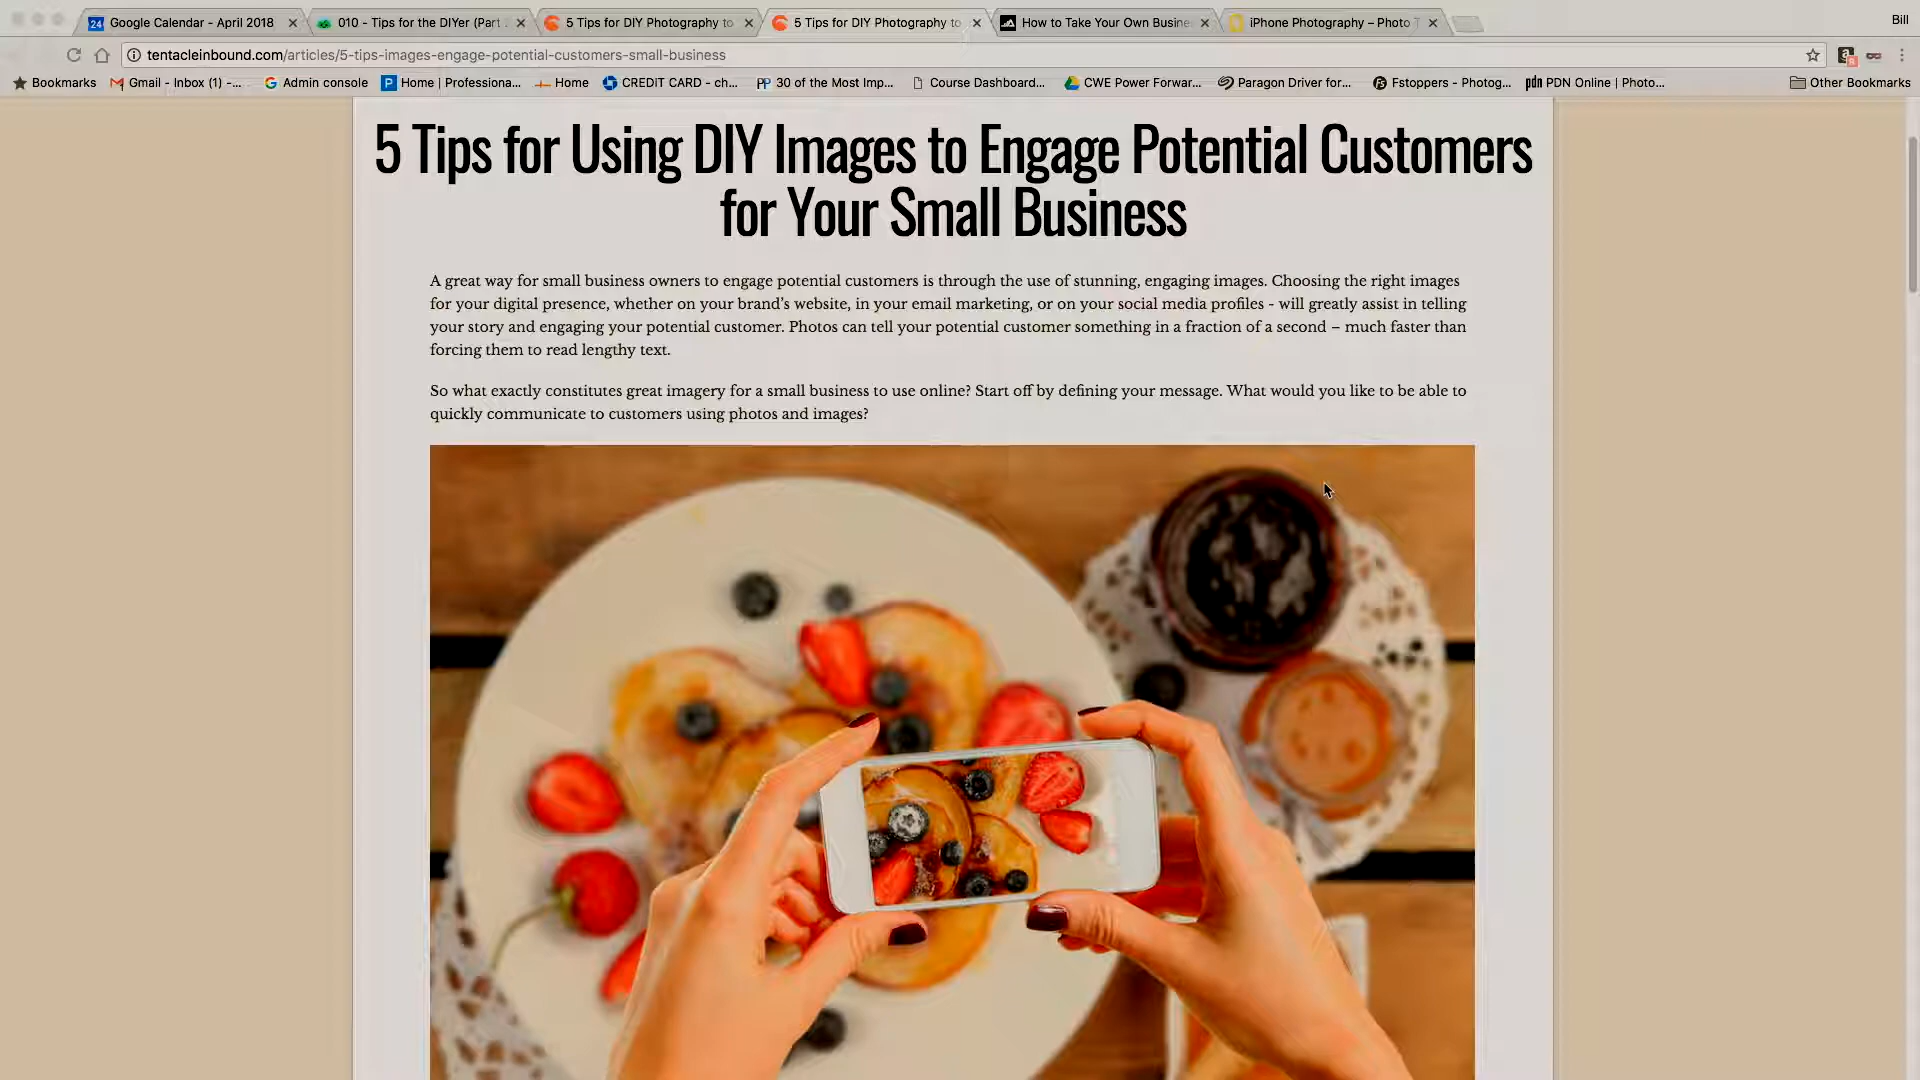 Google Calendar - April 2018
010 - Tips for the DIYer (Part
5 Tips for DIY Photography to
5 Tips for DIY Photography to
How to Take Your Own Busine
iPhone Photography – Photo T
Bill
tentacleinbound.com/articles/5-tips-images-engage-potential-customers-small-business
Bookmarks
Gmail - Inbox (1) -...
Admin console
Home | Professiona...
Home
CREDIT CARD - ch...
30 of the Most Imp...
Course Dashboard...
CWE Power Forwar...
Paragon Driver for...
Fstoppers - Photog...
PDN Online | Photo...
Other Bookmarks
5 Tips for Using DIY Images to Engage Potential Customers
for Your Small Business
A great way for small business owners to engage potential customers is through the use of stunning, engaging images. Choosing the right images
for your digital presence, whether on your brand’s website, in your email marketing, or on your social media profiles - will greatly assist in telling
your story and engaging your potential customer. Photos can tell your potential customer something in a fraction of a second – much faster than
forcing them to read lengthy text.
So what exactly constitutes great imagery for a small business to use online? Start off by defining your message. What would you like to be able to
quickly communicate to customers using photos and images?